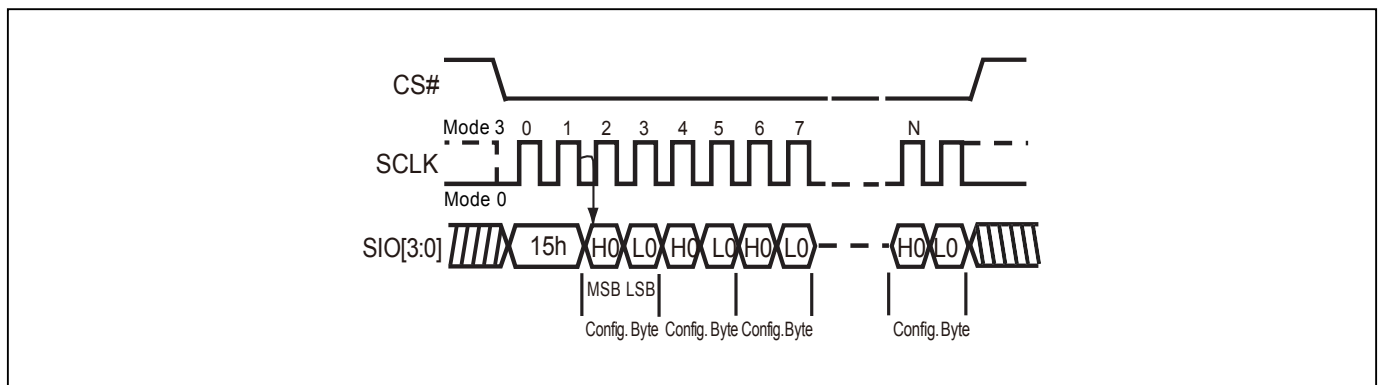 CS#
Mode 3 0 1 2 3 4 5 6 7 N
SCLK
Mode 0
SIO[3:0] 15h H0 L0 H0 L0 H0 L0 H0 L0
MSB LSB
Config. Byte Config. Byte Config. Byte Config. Byte